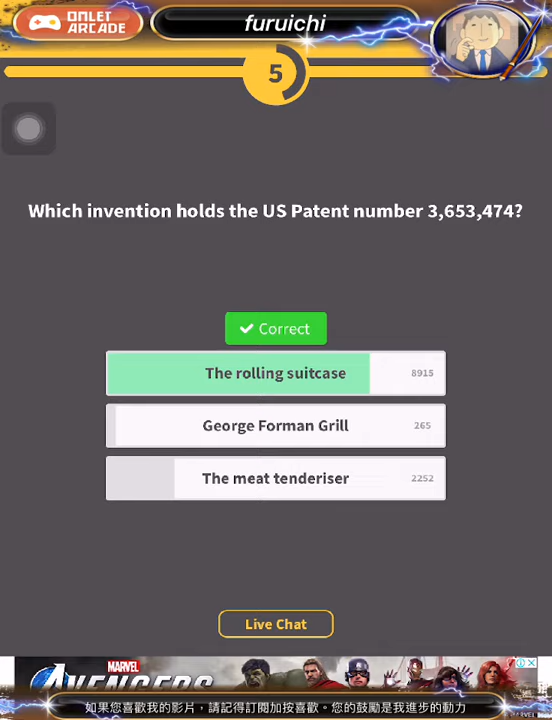 OMLET
ARCADE
furuichi
5
Which invention holds the US Patent number 3,653,474?
Correct
The rolling suitcase 8915
George Forman Grill 265
The meat tenderiser 2252
Live Chat
MARVEL
AVENGERS
如果您喜歡我的影片，請記得訂閱加按喜歡。您的鼓勵是我進步的動力